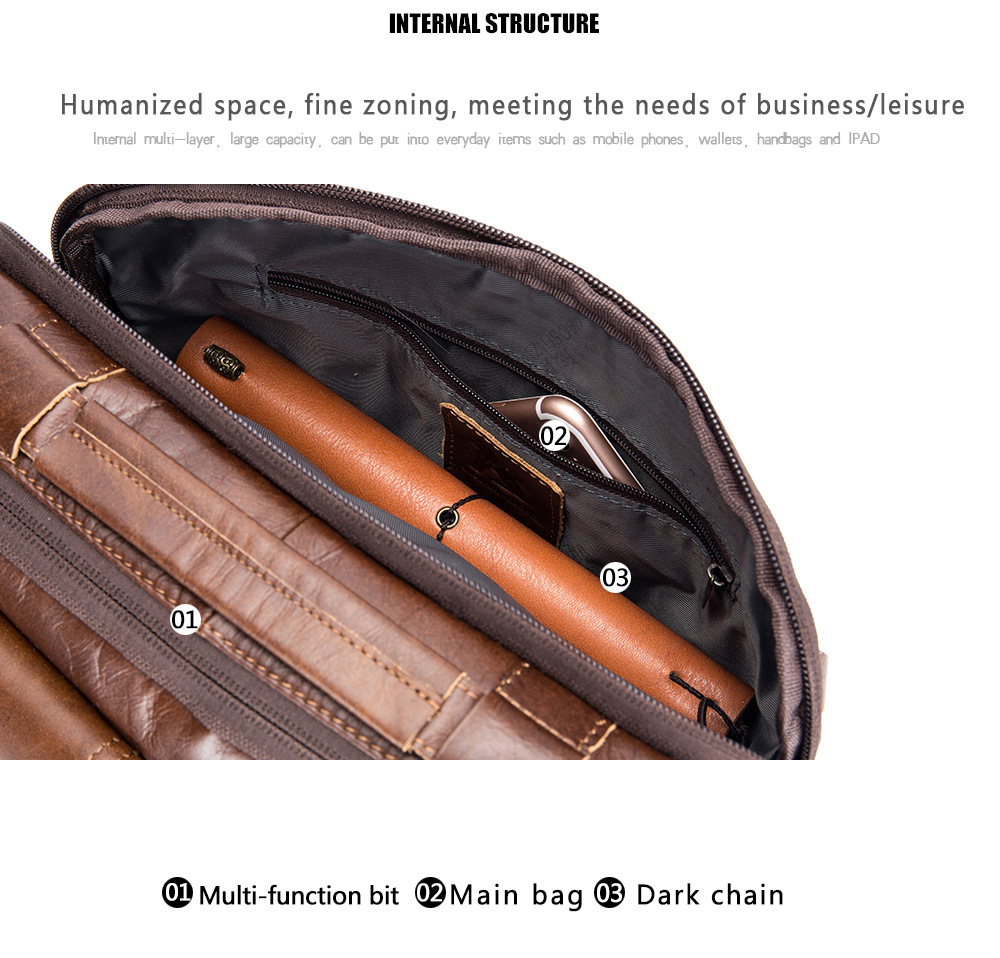 INTERNAL STRUCTURE
Humanized space, fine zoning, meeting the needs of business/leisure
Internal multi-layer, large capacity, can be put into everyday items such as mobile phones, wallets, handbags and IPAD
02
03
01
01 Multi-function bit 02 Main bag 03 Dark chain